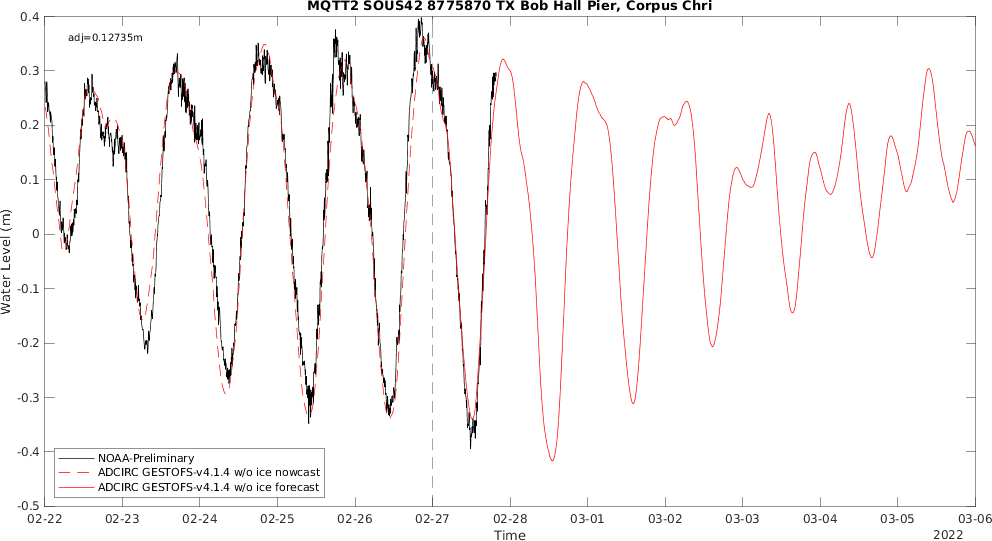 MQTT2 SOUS42 8775870 TX Bob Hall Pier, Corpus Chri
adj=0.12735m
Water Level (m)
0.4
0.3
0.2
0.1
0
-0.1
-0.2
-0.3
-0.4
-0.5
NOAA-Preliminary
ADCIRC GESTOFS-v4.1.4 w/o ice nowcast
ADCIRC GESTOFS-v4.1.4 w/o ice forecast
02-22 02-23 02-24 02-25 02-26 02-27 02-28 03-01 03-02 03-03 03-04 03-05 03-06
Time
2022